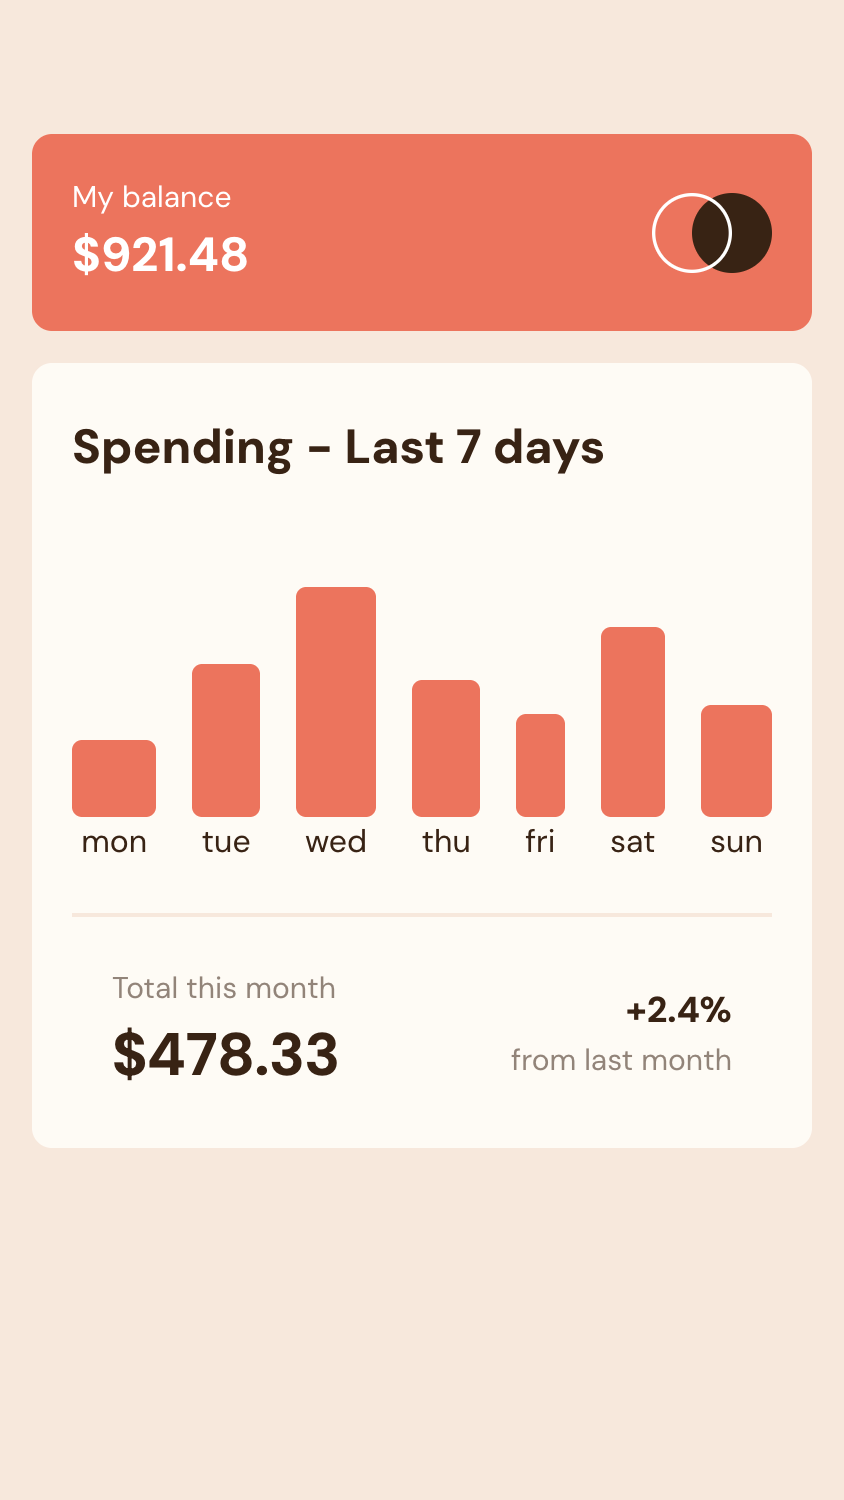 My balance
$921.48
Spending - Last 7 days
mon tue wed thu fri sat sun
Total this month
$478.33
+2.4%
from last month